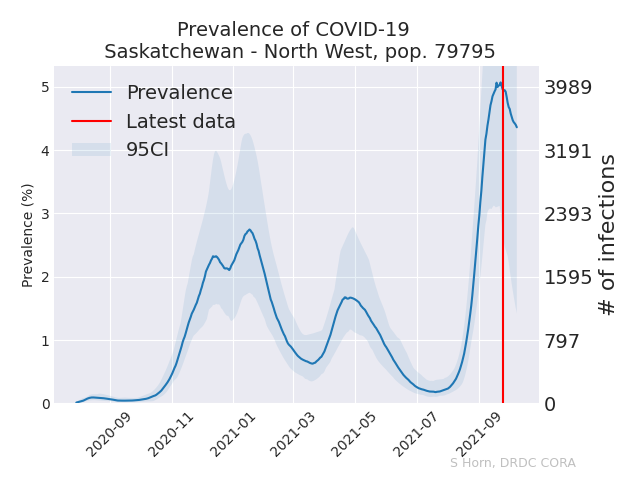 Prevalence of COVID-19
Saskatchewan - North West, pop. 79795
Prevalence
Latest data
95CI
Prevalence (%)
5
4
3
2
1
0
3989
3191
2393
1595
797
0
# of infections
2020-09
2020-11
2021-01
2021-03
2021-05
2021-07
2021-09
S Horn, DRDC CORA